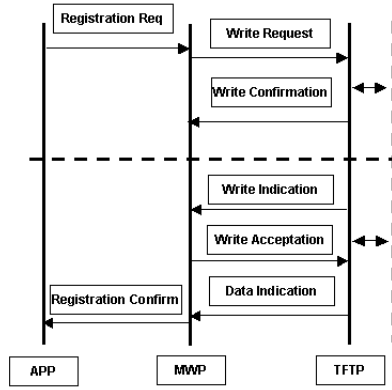 Registration Req
Write Request
Write Confirmation
Write Indication
Write Acceptation
Data Indication
Registration Confirm
APP
MWP
TFTP